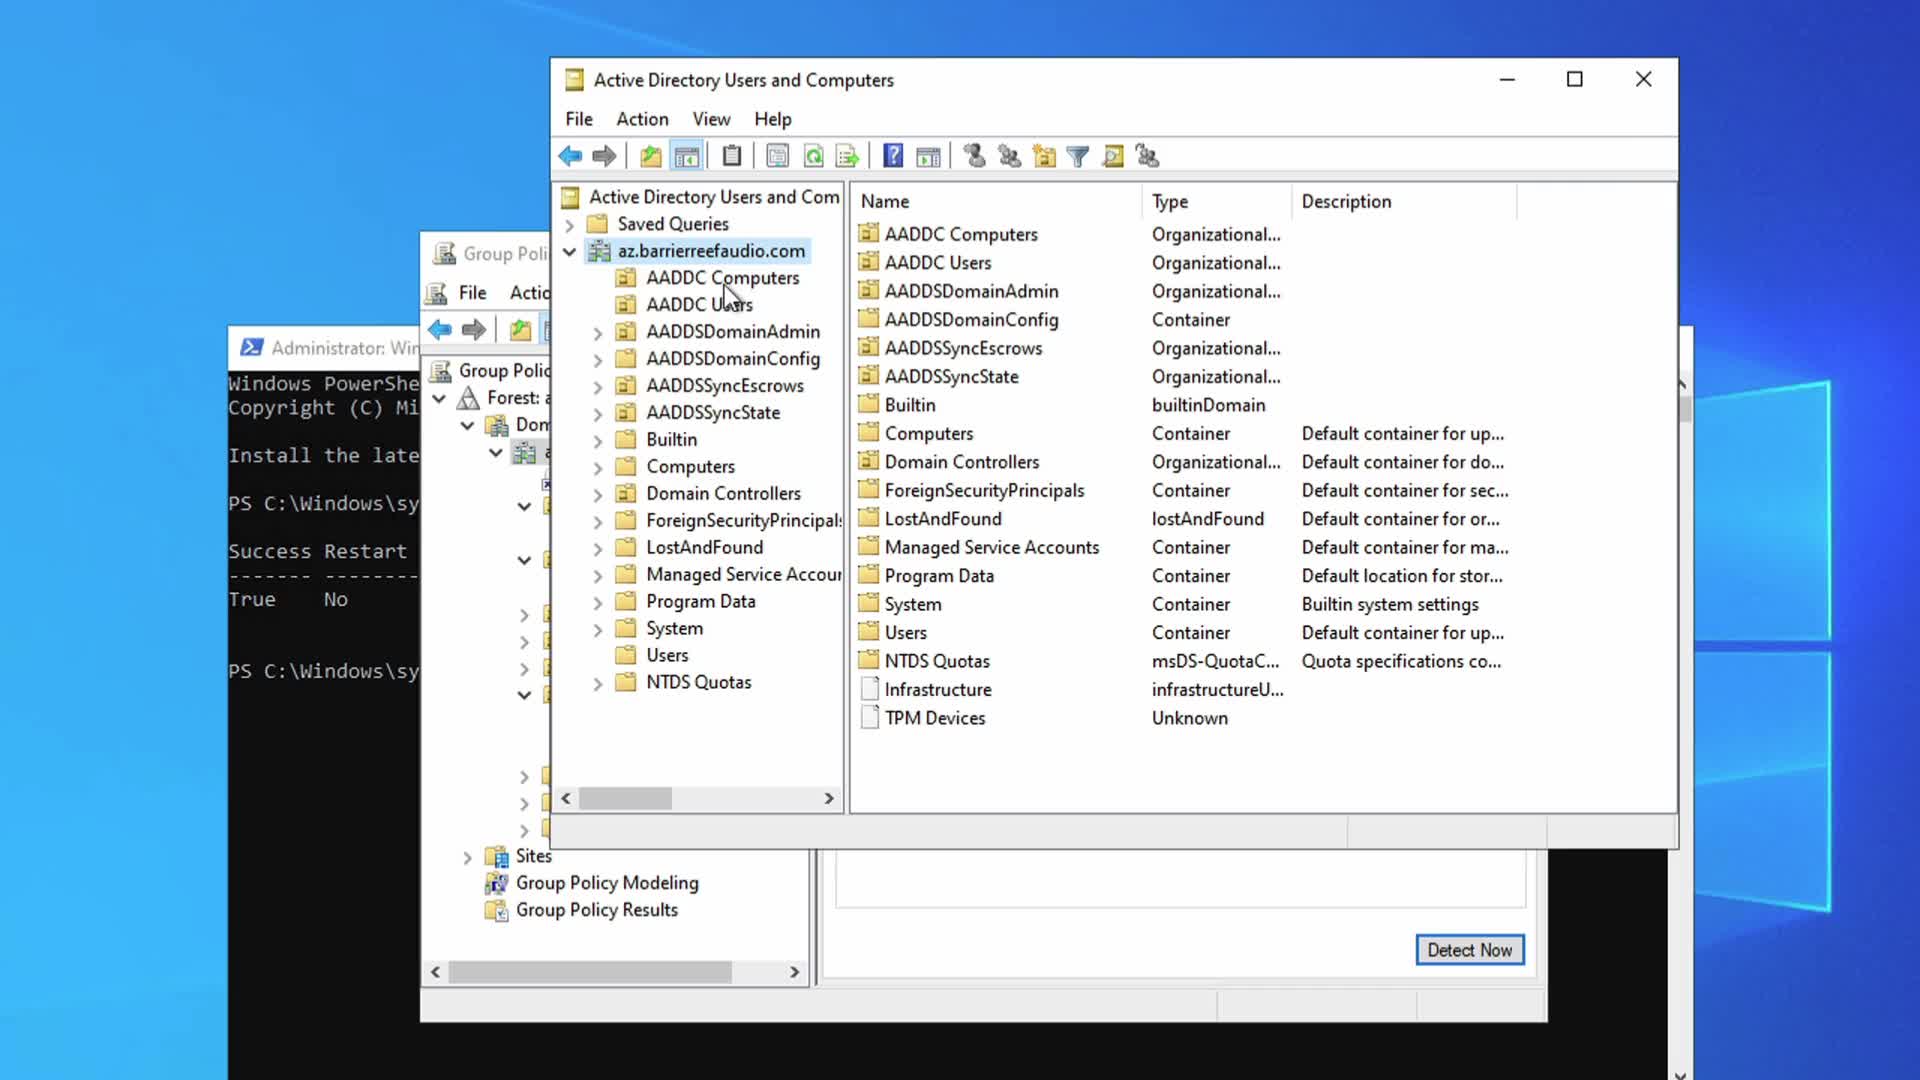 Active Directory Users and Computers
File Action View Help
Active Directory Users and Com
Saved Queries
az.barrierreefaudio.com
AADDC Computers
AADDC Users
AADDSDomainAdmin
AADDSDomainConfig
AADDSSyncEscrows
AADDSSyncState
Builtin
Computers
Domain Controllers
ForeignSecurityPrincipals
LostAndFound
Managed Service Accour
Program Data
System
Users
NTDS Quotas
Name Type Description
AADDC Computers Organizational...
AADDC Users Organizational...
AADDSDomainAdmin Organizational...
AADDSDomainConfig Container
AADDSSyncEscrows Organizational...
AADDSSyncState Organizational...
Builtin builtinDomain
Computers Container Default container for up...
Domain Controllers Organizational... Default container for do...
ForeignSecurityPrincipals Container Default container for sec...
LostAndFound lostAndFound Default container for or...
Managed Service Accounts Container Default container for ma...
Program Data Container Default location for stor...
System Container Builtin system settings
Users Container Default container for up...
NTDS Quotas msDS-QuotaC... Quota specifications co...
Infrastructure infrastructureU...
TPM Devices Unknown
Group Poli
File Actio
Group Polic
Forest: a
Dom
a
Sites
Group Policy Modeling
Group Policy Results
Detect Now
Administrator: Win
Windows PowerShe
Copyright (C) Mi
Install the late
PS C:\Windows\sy
Success Restart
------- --------
True No
PS C:\Windows\sy